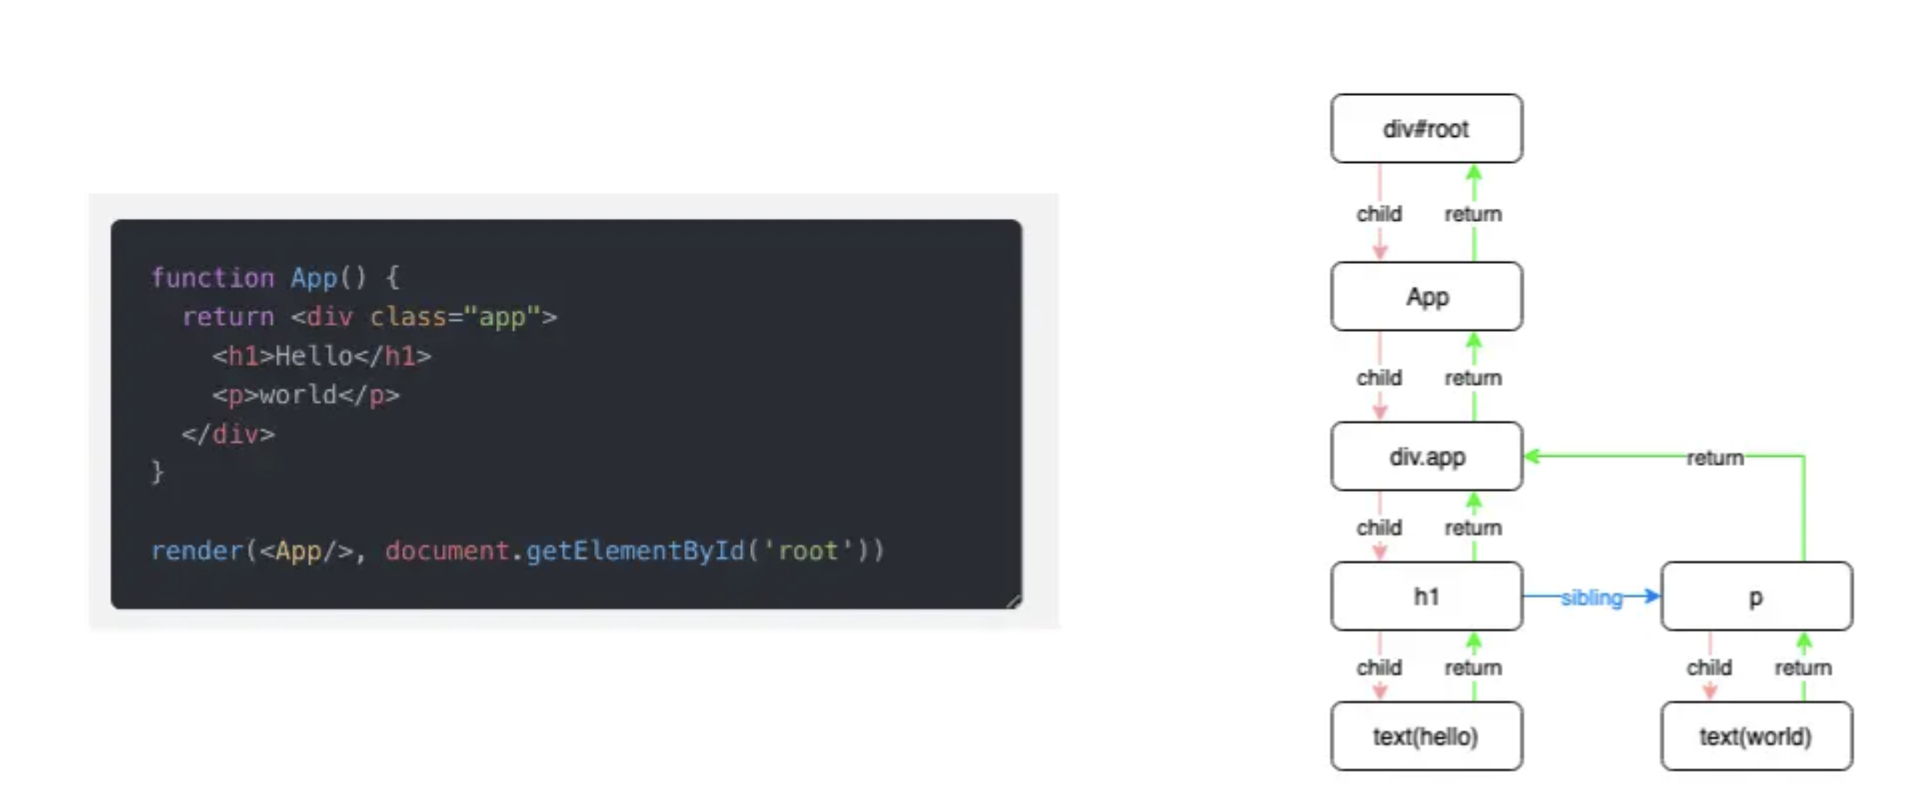 function App() {
return <div class="app">
<h1>Hello</h1>
<p>world</p>
</div>
}
render(<App/>, document.getElementById('root'))
div#root
child return
App
child return
div.app
return
child return
h1
sibling
p
child return
child return
text(hello)
text(world)